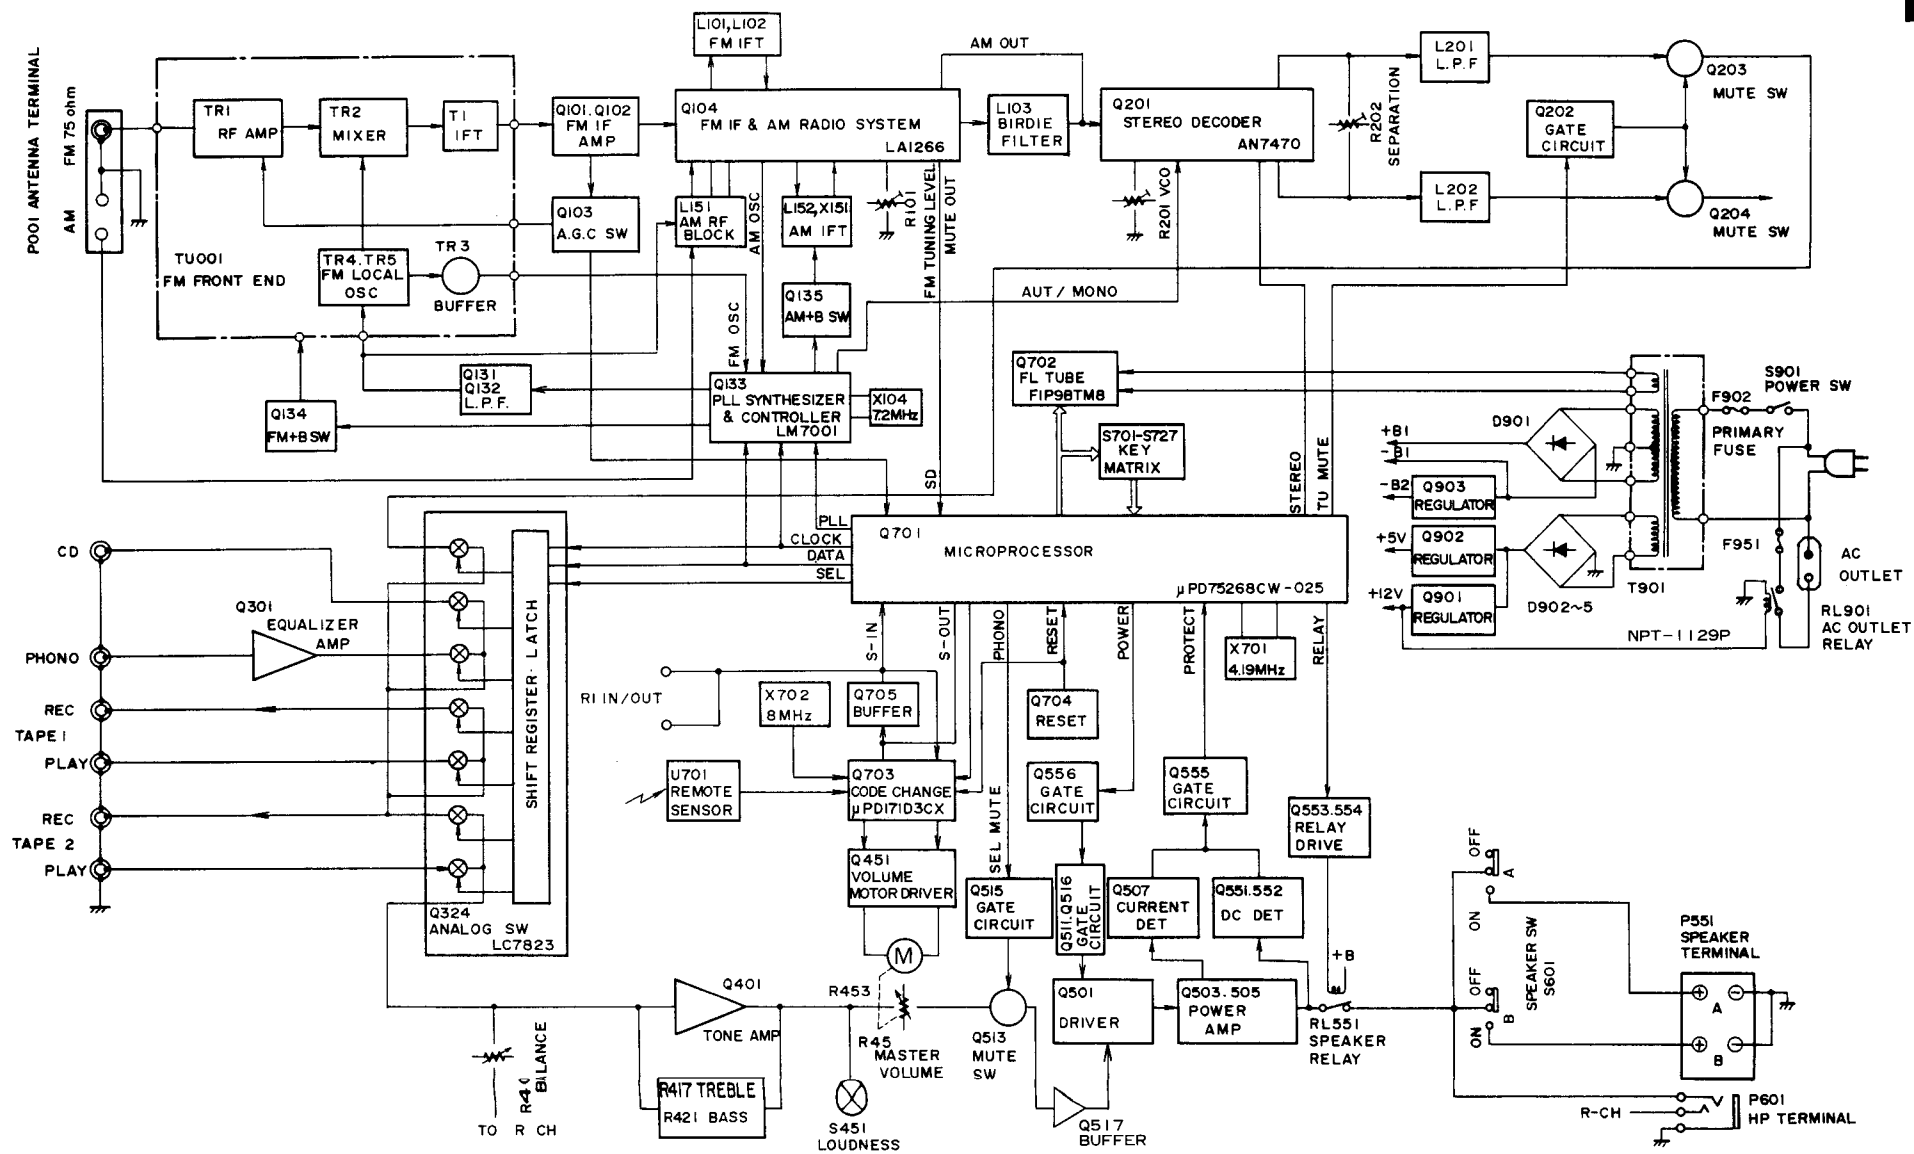 P001 ANTENNA TERMINAL
FM 75 ohm
AM
TU001
FM FRONT END
TR1
RF AMP
TR2
MIXER
T1
IFT
TR4.TR5
FM LOCAL
OSC
TR3
BUFFER
Q101.Q102
FM IF
AMP
Q103
A.G.C SW
L101,L102
FM IFT
Q104
FM IF & AM RADIO SYSTEM
LA1266
AM OUT
L103
BIRDIE
FILTER
Q201
STEREO DECODER
AN7470
R202
SEPARATION
L201
L.P.F
L202
L.P.F
Q202
GATE
CIRCUIT
Q203
MUTE SW
Q204
MUTE SW
L151
AM RF
BLOCK
AM OSC
L152,X151
AM IFT
R101
FM TUNING LEVEL
MUTE OUT
R201 VCO
Q135
AM+B SW
AUT / MONO
FM OSC
Q131
Q132
L.P.F.
Q134
FM+B SW
Q133
PLL SYNTHESIZER
& CONTROLLER
LM7001
X104
7.2MHz
Q702
FL TUBE
FIP9BTM8
S701-S727
KEY
MATRIX
SD
STEREO
TU MUTE
D901
+B1
-B1
-B2
Q903
REGULATOR
+5V
Q902
REGULATOR
+12V
Q901
REGULATOR
D902~5
T901
NPT-1129P
F902
S901
POWER SW
PRIMARY
FUSE
F951
AC
OUTLET
RL901
AC OUTLET
RELAY
PLL
CLOCK
DATA
SEL
Q701
MICROPROCESSOR
μPD75268CW-025
CD
Q301
EQUALIZER
AMP
PHONO
REC
TAPE 1
PLAY
REC
TAPE 2
PLAY
SHIFT REGISTER· LATCH
Q324
ANALOG SW
LC7823
S-IN
S-OUT
PHONO
RESET
POWER
PROTECT
X701
4.19MHz
RELAY
RI IN/OUT
X702
8MHz
Q705
BUFFER
Q704
RESET
U701
REMOTE
SENSOR
Q703
CODE CHANGE
μPD171D3CX
Q451
VOLUME
MOTOR DRIVER
M
SEL MUTE
Q515
GATE
CIRCUIT
Q556
GATE
CIRCUIT
Q511.Q516
GATE
CIRCUIT
Q555
GATE
CIRCUIT
Q507
CURRENT
DET
Q551.552
DC DET
Q553.554
RELAY
DRIVE
+B
Q401
TONE AMP
R417 TREBLE
R421 BASS
BALANCE
TO R CH
R453
R45
MASTER
VOLUME
S451
LOUDNESS
Q513
MUTE
SW
Q501
DRIVER
Q517
BUFFER
Q503.505
POWER
AMP
RL551
SPEAKER
RELAY
OFF
A
ON
OFF
B
ON
SPEAKER SW
S601
P551
SPEAKER
TERMINAL
A
B
R-CH
P601
HP TERMINAL